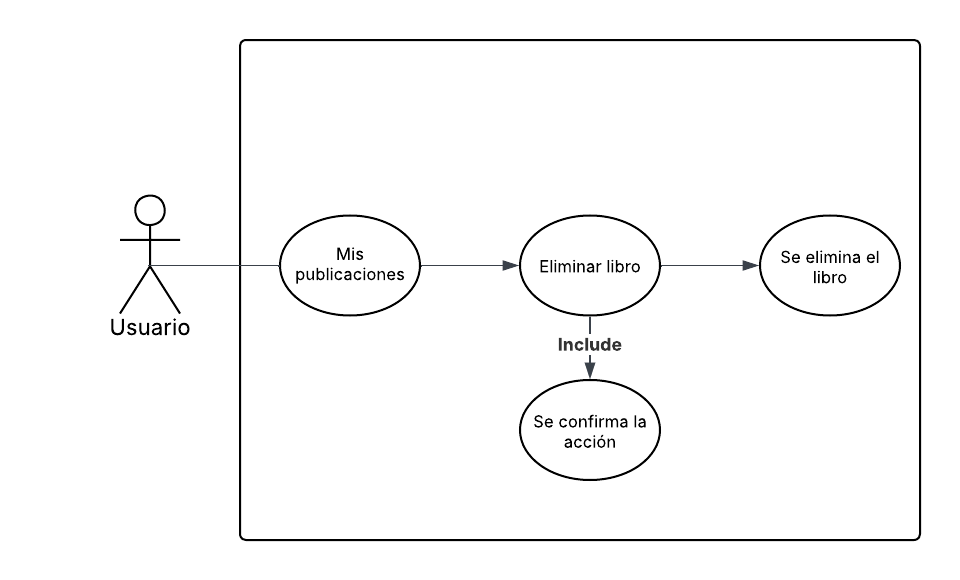 Usuario
Mis
publicaciones
Eliminar libro
Se elimina el
libro
Include
Se confirma la
acción